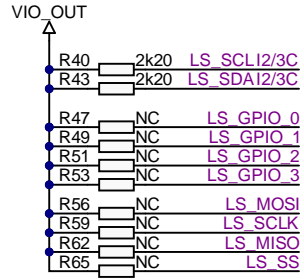 VIO_OUT
R40 2k20 LS_SCLI2/3C
R43 2k20 LS_SDAI2/3C
R47 NC LS_GPIO_0
R49 NC LS_GPIO_1
R51 NC LS_GPIO_2
R53 NC LS_GPIO_3
R56 NC LS_MOSI
R59 NC LS_SCLK
R62 NC LS_MISO
R65 NC LS_SS